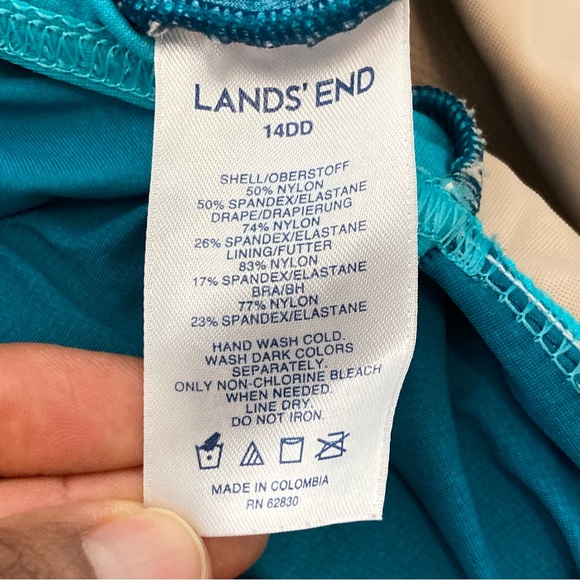 LANDS' END
14DD
SHELL/OBERSTOFF
50% NYLON
50% SPANDEX/ELASTANE
DRAPE/DRAPIERUNG
74% NYLON
26% SPANDEX/ELASTANE
LINING/FUTTER
83% NYLON
17% SPANDEX/ELASTANE
BRA/BH
77% NYLON
23% SPANDEX/ELASTANE
HAND WASH COLD.
WASH DARK COLORS
SEPARATELY.
ONLY NON-CHLORINE BLEACH
WHEN NEEDED.
LINE DRY.
DO NOT IRON.
MADE IN COLOMBIA
RN 62830